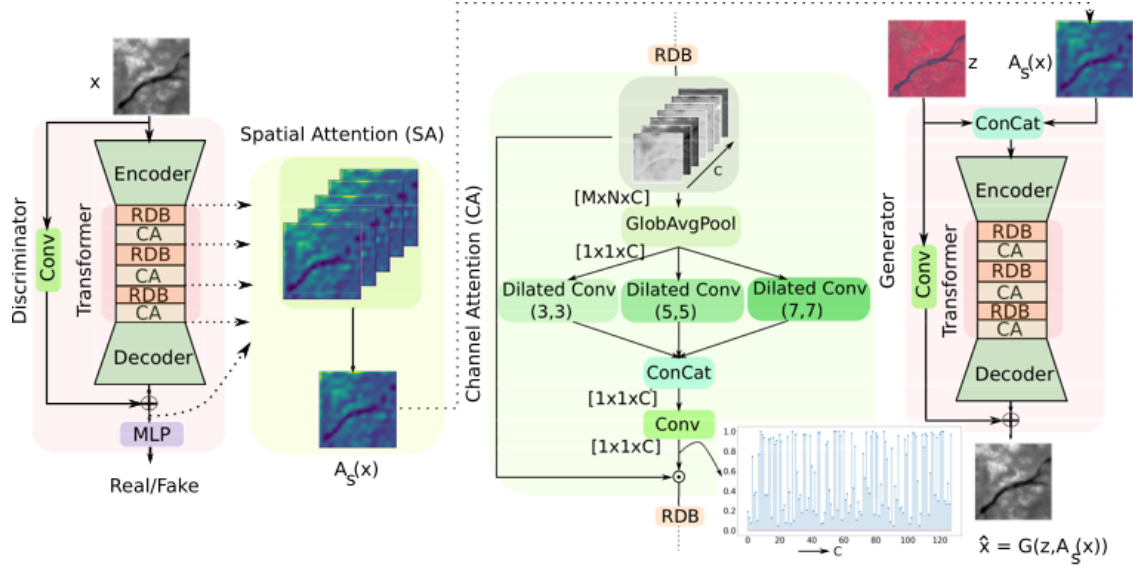 x
Discriminator
Conv
Transformer
Encoder
RDB
CA
RDB
CA
RDB
CA
Decoder
MLP
Real/Fake
Spatial Attention (SA)
A_s(x)
Channel Attention (CA)
RDB
C
[MxNxC]
GlobAvgPool
[1x1xC]
Dilated Conv
(3,3)
Dilated Conv
(5,5)
Dilated Conv
(7,7)
ConCat
[1x1xC]
Conv
[1x1xC]
RDB
1.0
0.8
0.6
0.4
0.2
0.0
0 20 40 60 80 100 120
C
z
A_s(x)
ConCat
Generator
Conv
Transformer
Encoder
RDB
CA
RDB
CA
RDB
CA
Decoder
x̂ = G(z,A_s(x))